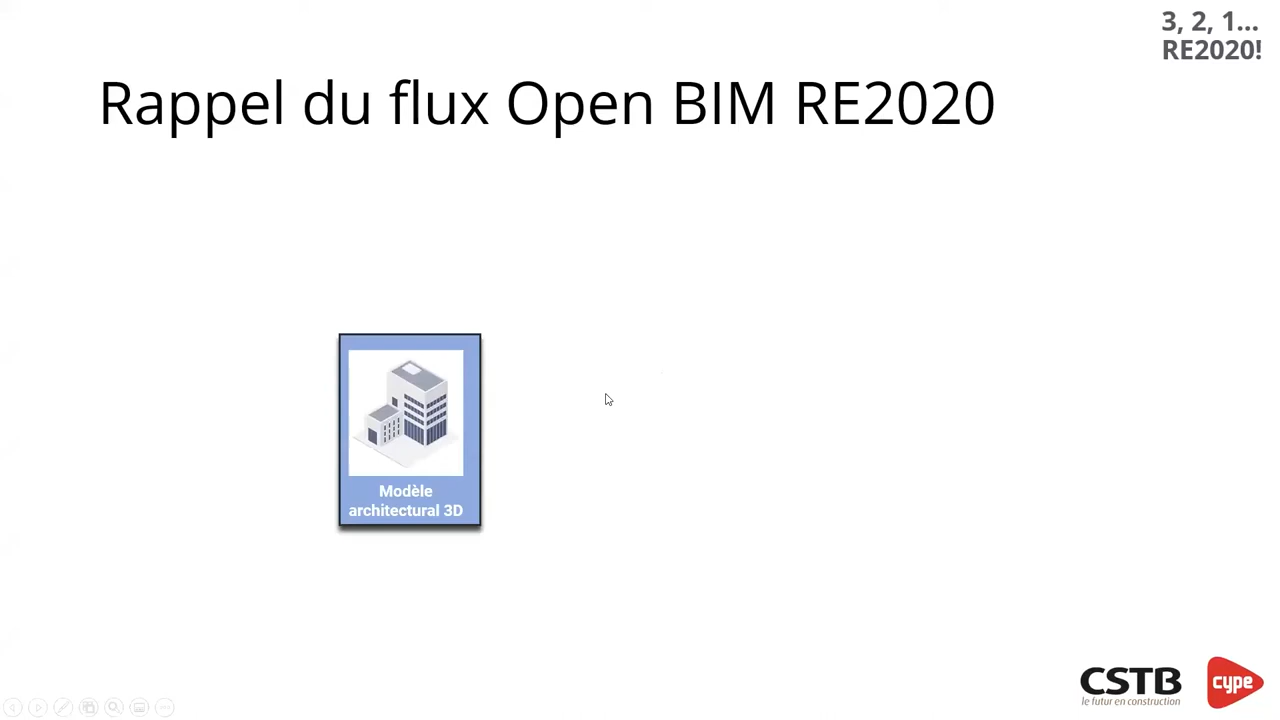 3, 2, 1...
RE2020!
Rappel du flux Open BIM RE2020
Modèle
architectural 3D
CSTB
le futur en construction
cype